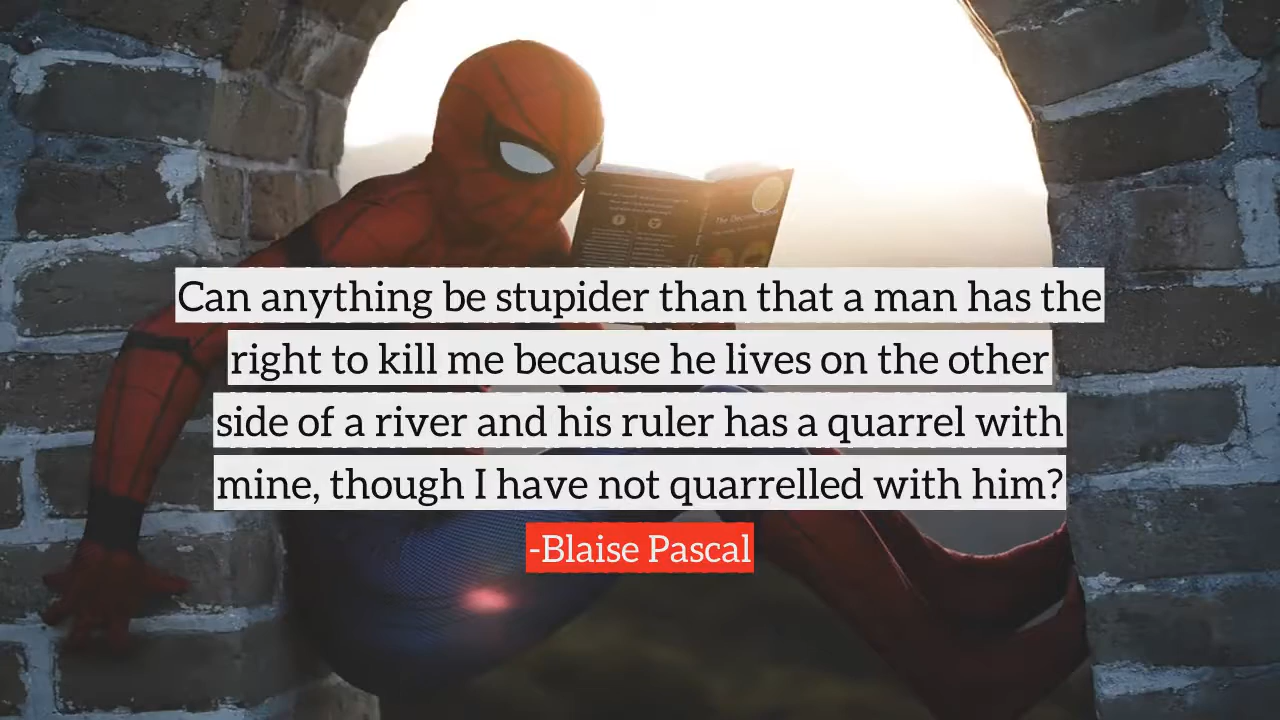 Can anything be stupider than that a man has the
right to kill me because he lives on the other
side of a river and his ruler has a quarrel with
mine, though I have not quarrelled with him?
-Blaise Pascal